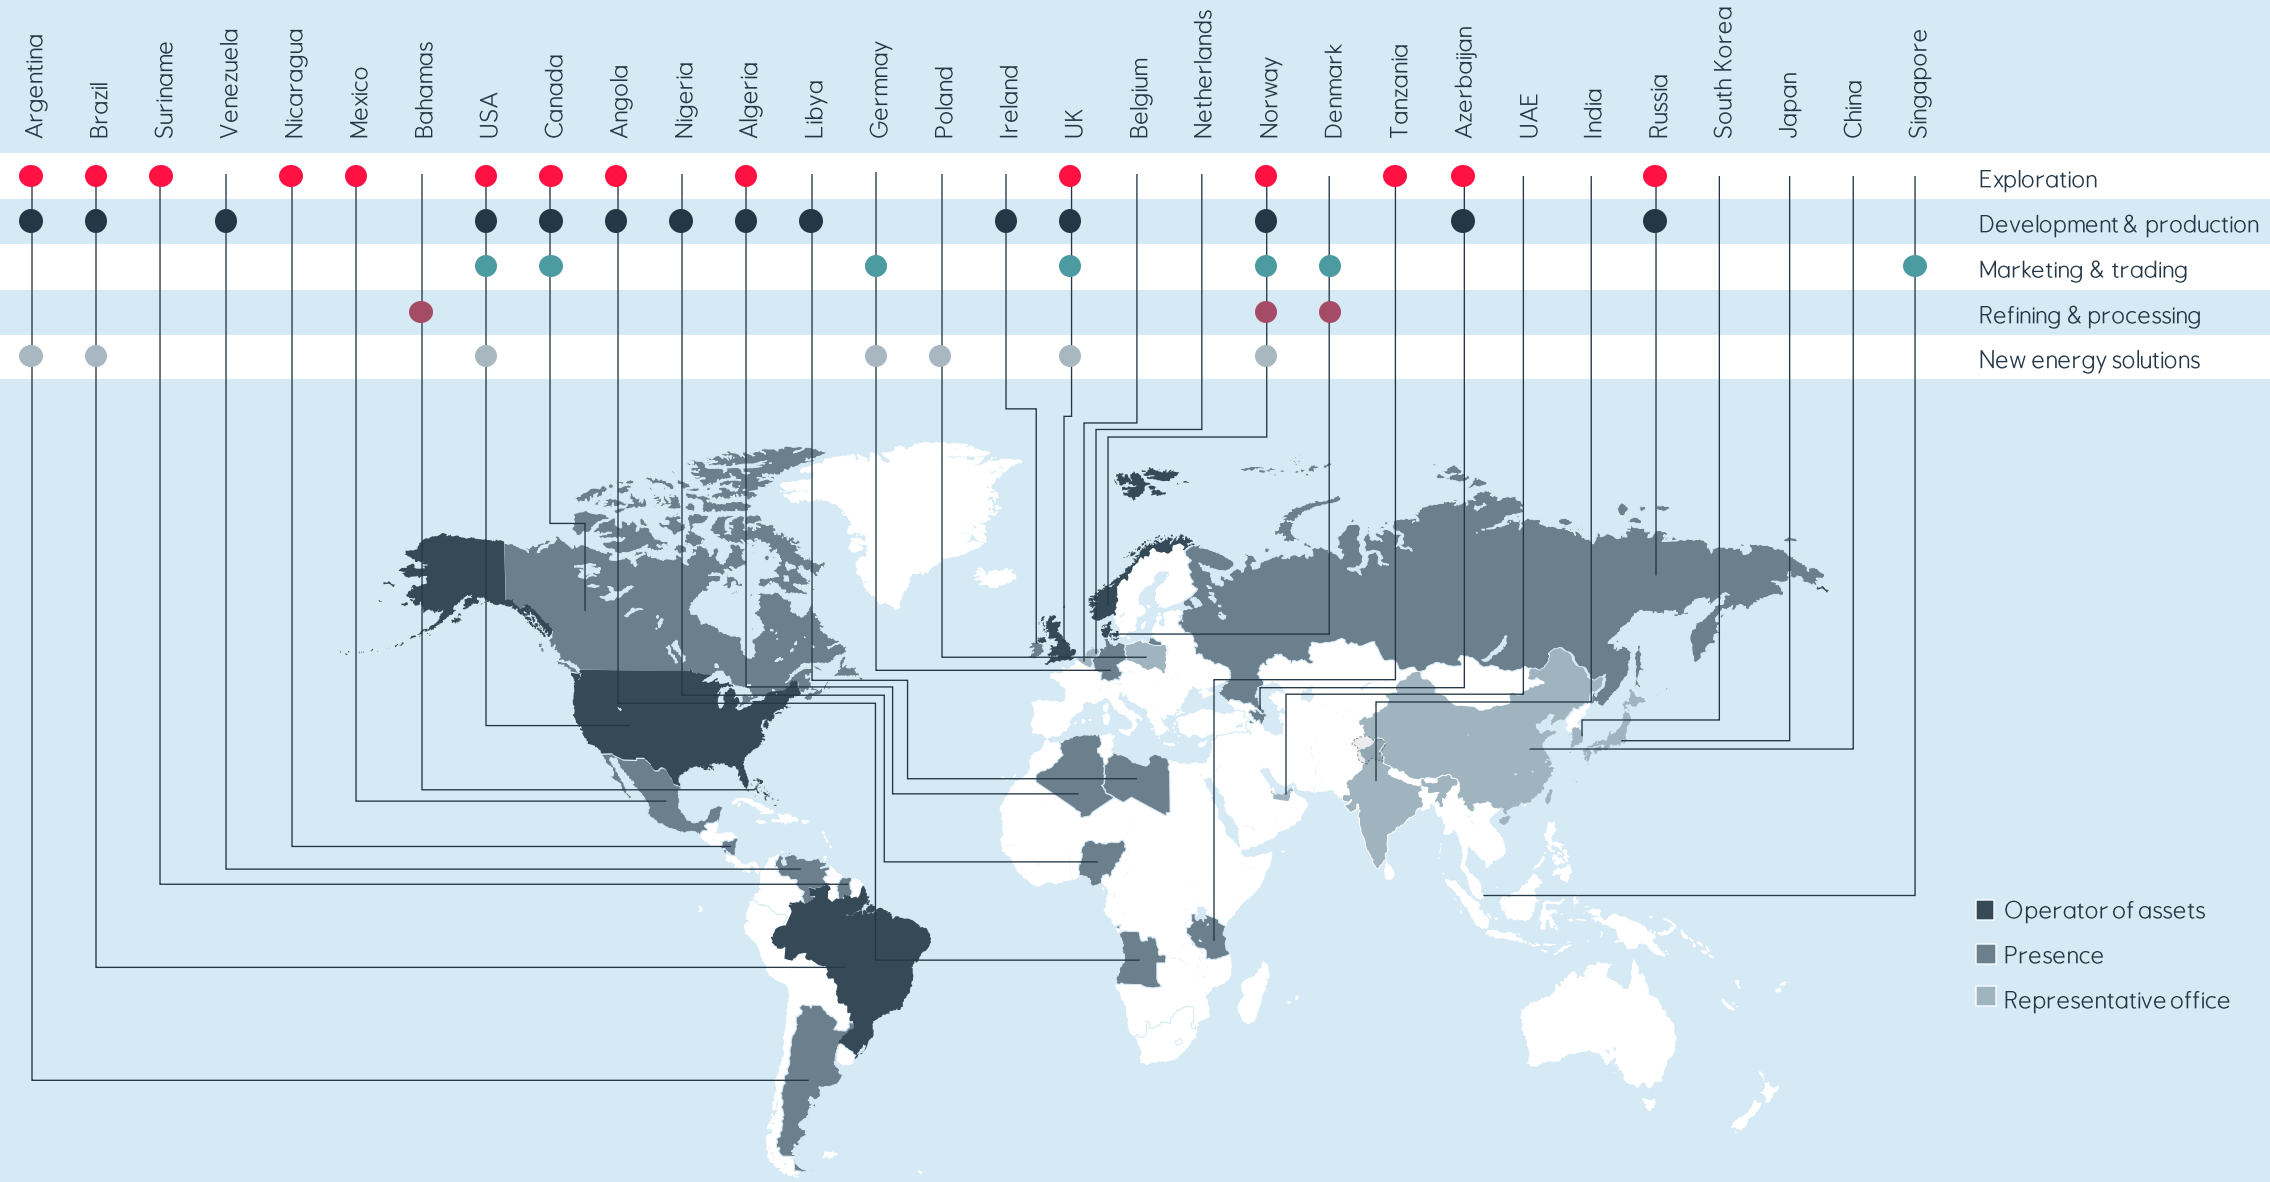 Argentina
Brazil
Suriname
Venezuela
Nicaragua
Mexico
Bahamas
USA
Canada
Angola
Nigeria
Algeria
Libya
Germnay
Poland
Ireland
UK
Belgium
Netherlands
Norway
Denmark
Tanzania
Azerbaijan
UAE
India
Russia
South Korea
Japan
China
Singapore
Exploration
Development & production
Marketing & trading
Refining & processing
New energy solutions
Operator of assets
Presence
Representative office